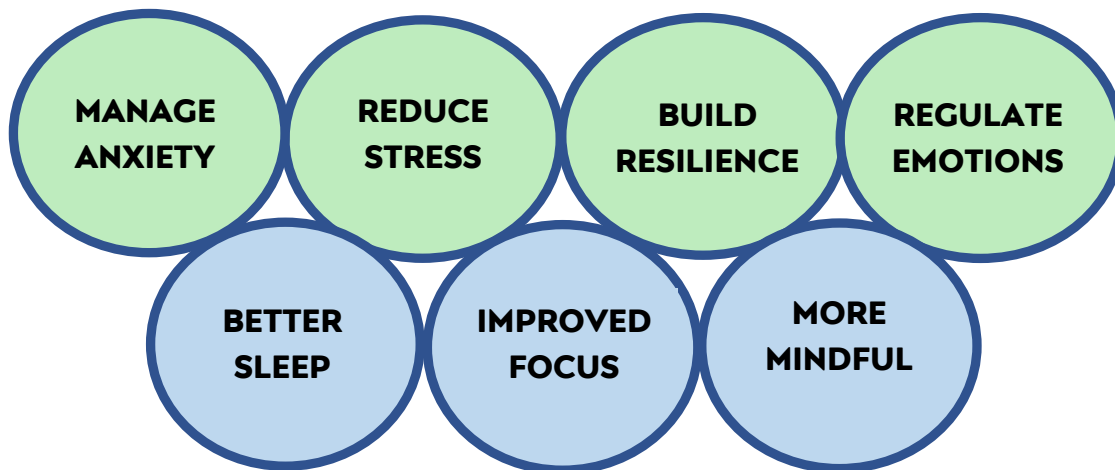 MANAGE
ANXIETY
REDUCE
STRESS
BUILD
RESILIENCE
REGULATE
EMOTIONS
BETTER
SLEEP
IMPROVED
FOCUS
MORE
MINDFUL